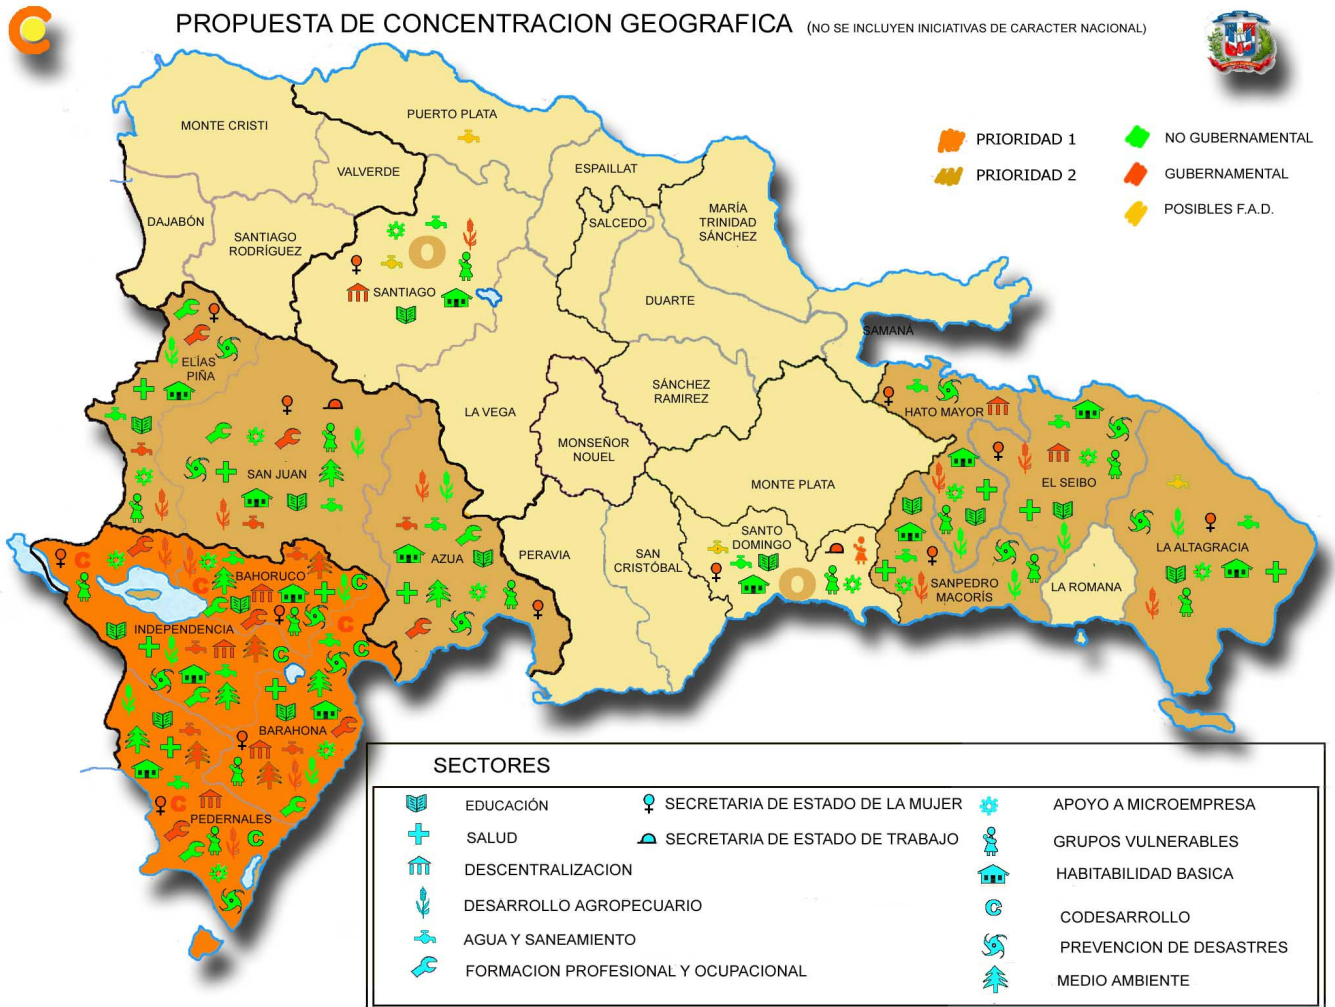 PROPUESTA DE CONCENTRACION GEOGRAFICA (NO SE INCLUYEN INICIATIVAS DE CARACTER NACIONAL)
PRIORIDAD 1
PRIORIDAD 2
NO GUBERNAMENTAL
GUBERNAMENTAL
POSIBLES F.A.D.
MONTE CRISTI
PUERTO PLATA
VALVERDE
ESPAILLAT
DAJABÓN
SANTIAGO
RODRÍGUEZ
SALCEDO
MARÍA
TRINIDAD
SÁNCHEZ
SANTIAGO
DUARTE
SAMANÁ
ELÍAS
PIÑA
LA VEGA
SÁNCHEZ
RAMIREZ
HATO MAYOR
MONSEÑOR
NOUEL
SAN JUAN
MONTE PLATA
EL SEIBO
AZUA
PERAVIA
SAN
CRISTÓBAL
SANTO
DOMINGO
LA ALTAGRACIA
SANPEDRO
MACORÍS
LA ROMANA
BAHORUCO
INDEPENDENCIA
BARAHONA
PEDERNALES
SECTORES
EDUCACIÓN
SALUD
DESCENTRALIZACION
DESARROLLO AGROPECUARIO
AGUA Y SANEAMIENTO
FORMACION PROFESIONAL Y OCUPACIONAL
SECRETARIA DE ESTADO DE LA MUJER
SECRETARIA DE ESTADO DE TRABAJO
APOYO A MICROEMPRESA
GRUPOS VULNERABLES
HABITABILIDAD BASICA
CODESARROLLO
PREVENCION DE DESASTRES
MEDIO AMBIENTE